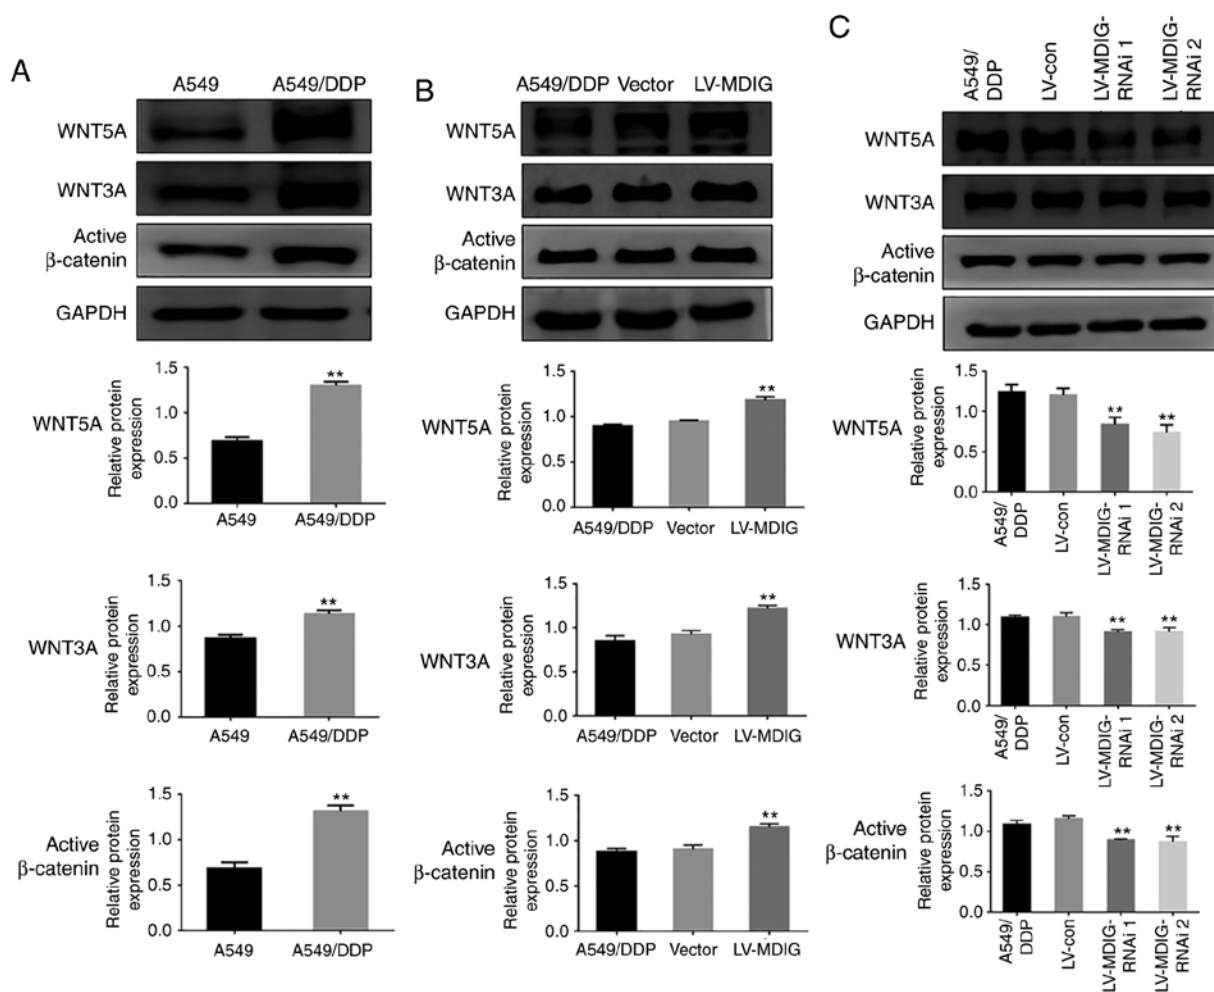 A
A549 A549/DDP
WNT5A
WNT3A
Active
β-catenin
GAPDH
WNT5A
Relative protein
expression
1.5
1.0
0.5
0.0
**
A549 A549/DDP
WNT3A
Relative protein
expression
1.5
1.0
0.5
0.0
**
A549 A549/DDP
Active
β-catenin
Relative protein
expression
1.5
1.0
0.5
0.0
**
A549 A549/DDP
B
A549/DDP Vector LV-MDIG
WNT5A
WNT3A
Active
β-catenin
GAPDH
WNT5A
Relative protein
expression
1.5
1.0
0.5
0.0
**
A549/DDP Vector LV-MDIG
WNT3A
Relative protein
expression
1.5
1.0
0.5
0.0
**
A549/DDP Vector LV-MDIG
Active
β-catenin
Relative protein
expression
1.5
1.0
0.5
0.0
**
A549/DDP Vector LV-MDIG
C
A549/
DDP
LV-con
LV-MDIG-
RNAi 1
LV-MDIG-
RNAi 2
WNT5A
WNT3A
Active
β-catenin
GAPDH
WNT5A
Relative protein
expression
1.5
1.0
0.5
0.0
** **
A549/
DDP
LV-con
LV-MDIG-
RNAi 1
LV-MDIG-
RNAi 2
WNT3A
Relative protein
expression
1.5
1.0
0.5
0.0
** **
A549/
DDP
LV-con
LV-MDIG-
RNAi 1
LV-MDIG-
RNAi 2
Active
β-catenin
Relative protein
expression
1.5
1.0
0.5
0.0
** **
A549/
DDP
LV-con
LV-MDIG-
RNAi 1
LV-MDIG-
RNAi 2